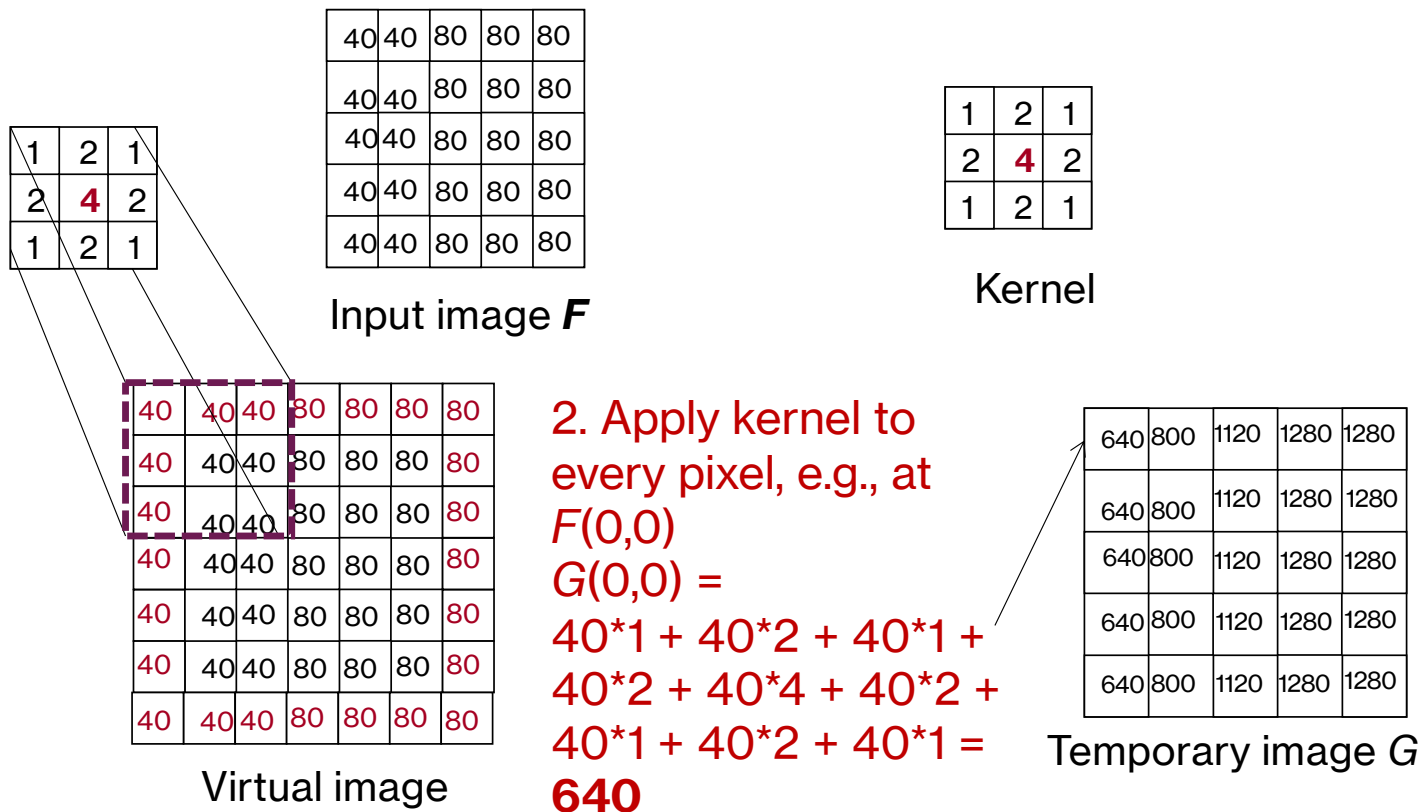 40 40 80 80 80
40 40 80 80 80
40 40 80 80 80
40 40 80 80 80
40 40 80 80 80
Input image F
1 2 1
2 4 2
1 2 1
1 2 1
2 4 2
1 2 1
Kernel
40 40 40 80 80 80 80
40 40 40 80 80 80 80
40 40 40 80 80 80 80
40 40 40 80 80 80 80
40 40 40 80 80 80 80
40 40 40 80 80 80 80
40 40 40 80 80 80 80
Virtual image
2. Apply kernel to
every pixel, e.g., at
F(0,0)
G(0,0) =
40*1 + 40*2 + 40*1 +
40*2 + 40*4 + 40*2 +
40*1 + 40*2 + 40*1 =
640
640 800 1120 1280 1280
640 800 1120 1280 1280
640 800 1120 1280 1280
640 800 1120 1280 1280
640 800 1120 1280 1280
Temporary image G